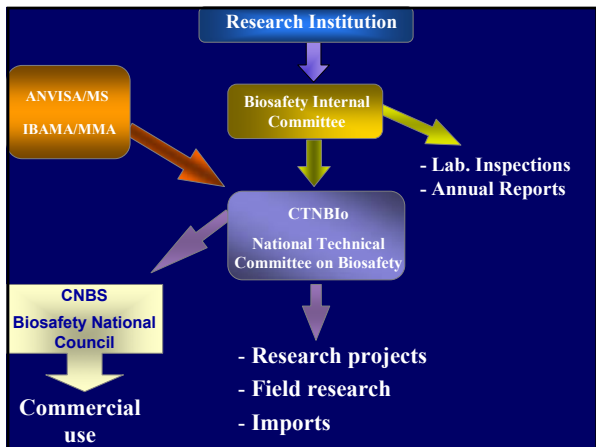 Research Institution
ANVISA/MS
IBAMA/MMA
Biosafety Internal
Committee
- Lab. Inspections
- Annual Reports
CTNBIo
National Technical
Committee on Biosafety
CNBS
Biosafety National
Council
- Research projects
- Field research
- Imports
Commercial
use